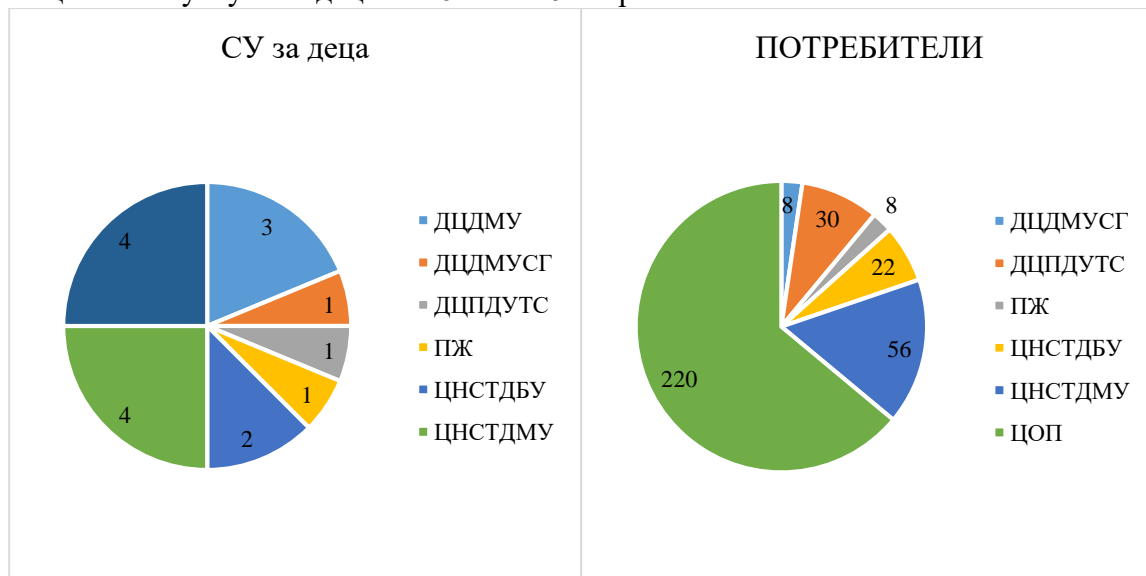 СУ за деца
3
1
1
1
2
4
4
ДЦДМУ
ДЦДМУСГ
ДЦПДУТС
ПЖ
ЦНСТДБУ
ЦНСТДМУ
ПОТРЕБИТЕЛИ
8
30
8
22
56
220
ДЦДМУСГ
ДЦПДУТС
ПЖ
ЦНСТДБУ
ЦНСТДМУ
ЦОП